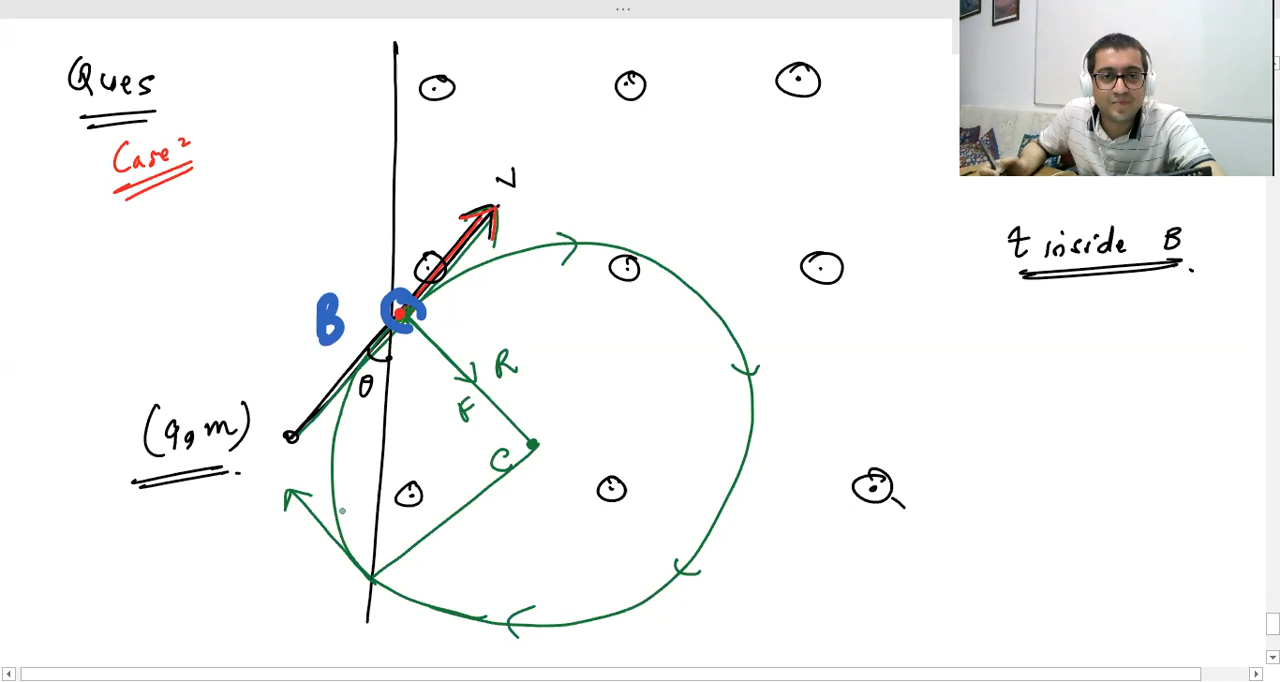 Ques
Case 2
V
t inside B
B
R
θ
F
(q, m)
C